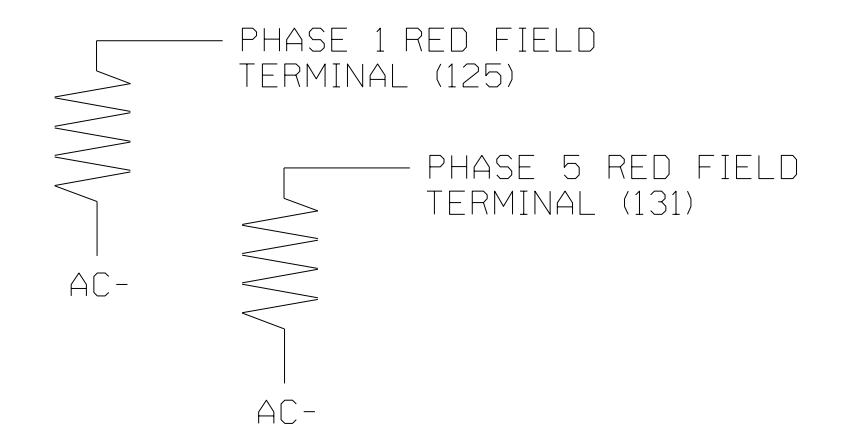 PHASE 1 RED FIELD
TERMINAL (125)
AC-
PHASE 5 RED FIELD
TERMINAL (131)
AC-